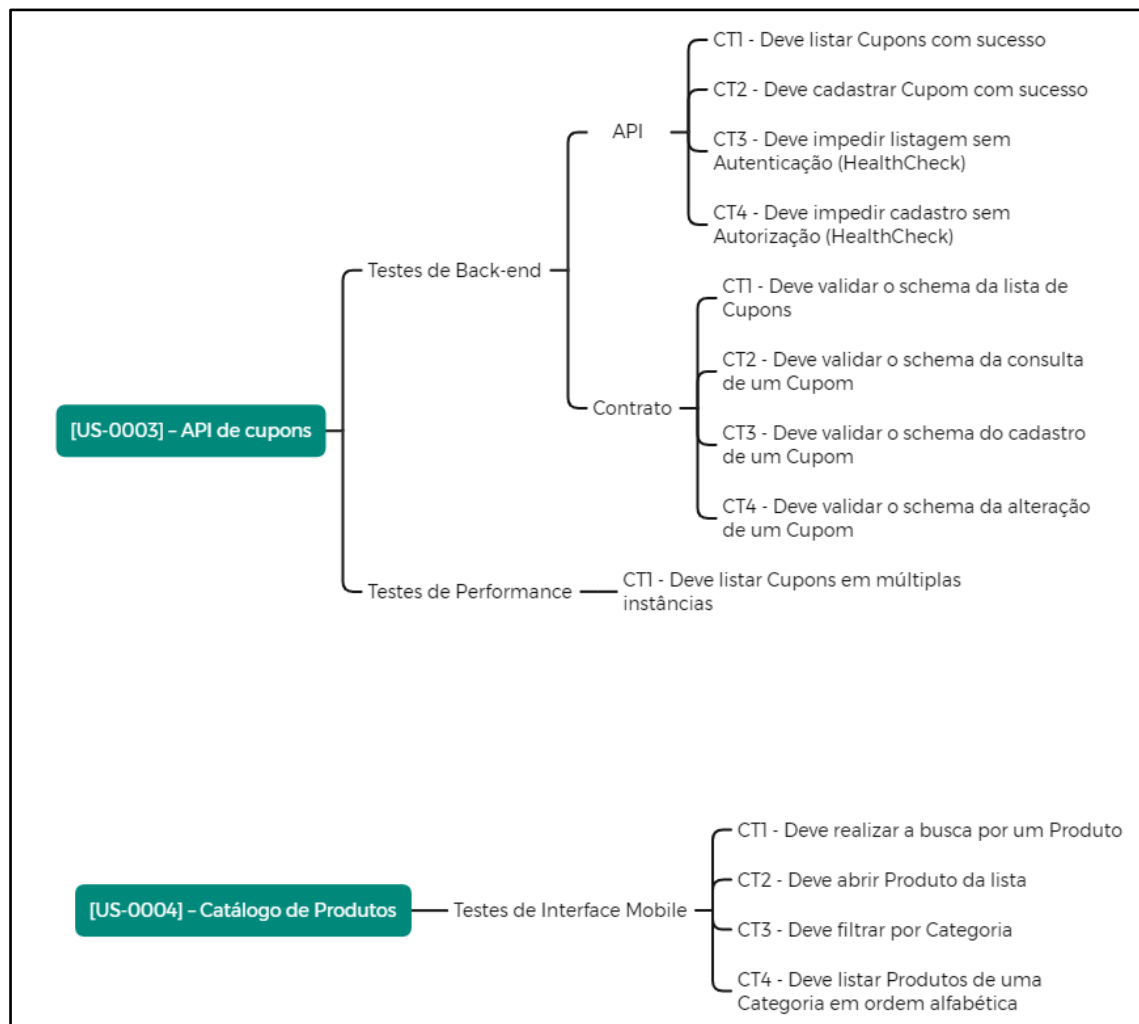 [US-0003] – API de cupons
Testes de Back-end
API
CT1 - Deve listar Cupons com sucesso
CT2 - Deve cadastrar Cupom com sucesso
CT3 - Deve impedir listagem sem
Autenticação (HealthCheck)
CT4 - Deve impedir cadastro sem
Autorização (HealthCheck)
Contrato
CT1 - Deve validar o schema da lista de
Cupons
CT2 - Deve validar o schema da consulta
de um Cupom
CT3 - Deve validar o schema do cadastro
de um Cupom
CT4 - Deve validar o schema da alteração
de um Cupom
Testes de Performance
CT1 - Deve listar Cupons em múltiplas
instâncias
[US-0004] – Catálogo de Produtos
Testes de Interface Mobile
CT1 - Deve realizar a busca por um Produto
CT2 - Deve abrir Produto da lista
CT3 - Deve filtrar por Categoria
CT4 - Deve listar Produtos de uma
Categoria em ordem alfabética